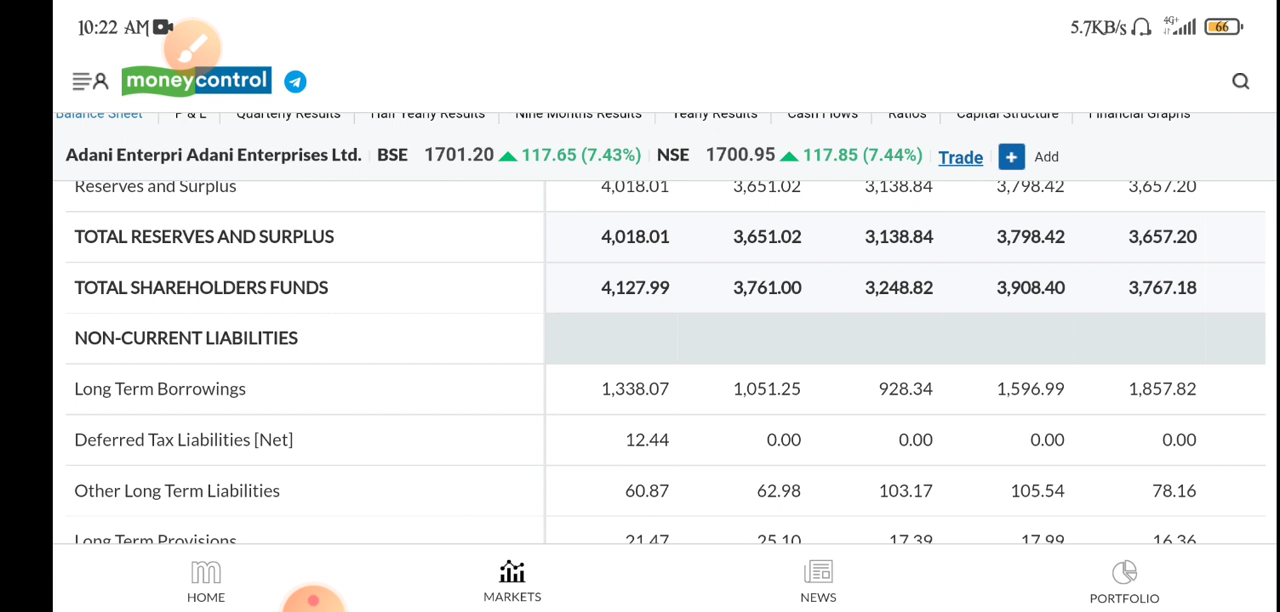 10:22 AM 5.7KB/s 4G+ 66
moneycontrol
Balance Sheet P & L Quarterly Results Half Yearly Results Nine Months Results Yearly Results Cash Flows Ratios Capital Structure Financial Graphs
Adani Enterpri Adani Enterprises Ltd. BSE 1701.20 117.65 (7.43%) NSE 1700.95 117.85 (7.44%) Trade + Add
Reserves and Surplus 4,018.01 3,651.02 3,138.84 3,798.42 3,657.20
TOTAL RESERVES AND SURPLUS 4,018.01 3,651.02 3,138.84 3,798.42 3,657.20
TOTAL SHAREHOLDERS FUNDS 4,127.99 3,761.00 3,248.82 3,908.40 3,767.18
NON-CURRENT LIABILITIES
Long Term Borrowings 1,338.07 1,051.25 928.34 1,596.99 1,857.82
Deferred Tax Liabilities [Net] 12.44 0.00 0.00 0.00 0.00
Other Long Term Liabilities 60.87 62.98 103.17 105.54 78.16
Long Term Provisions 21.47 25.10 17.39 17.99 16.36
HOME MARKETS NEWS PORTFOLIO